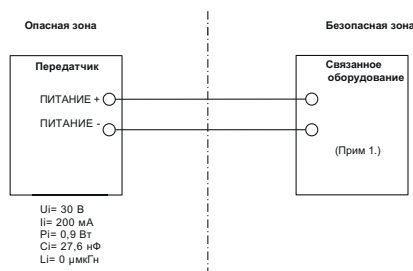 Опасная зона
Безопасная зона
Передатчик
ПИТАНИЕ +
ПИТАНИЕ -
Связанное
оборудование
(Прим 1.)
Ui= 30 В
Ii= 200 мА
Pi= 0,9 Вт
Ci= 27,6 нФ
Li= 0 µмкГн